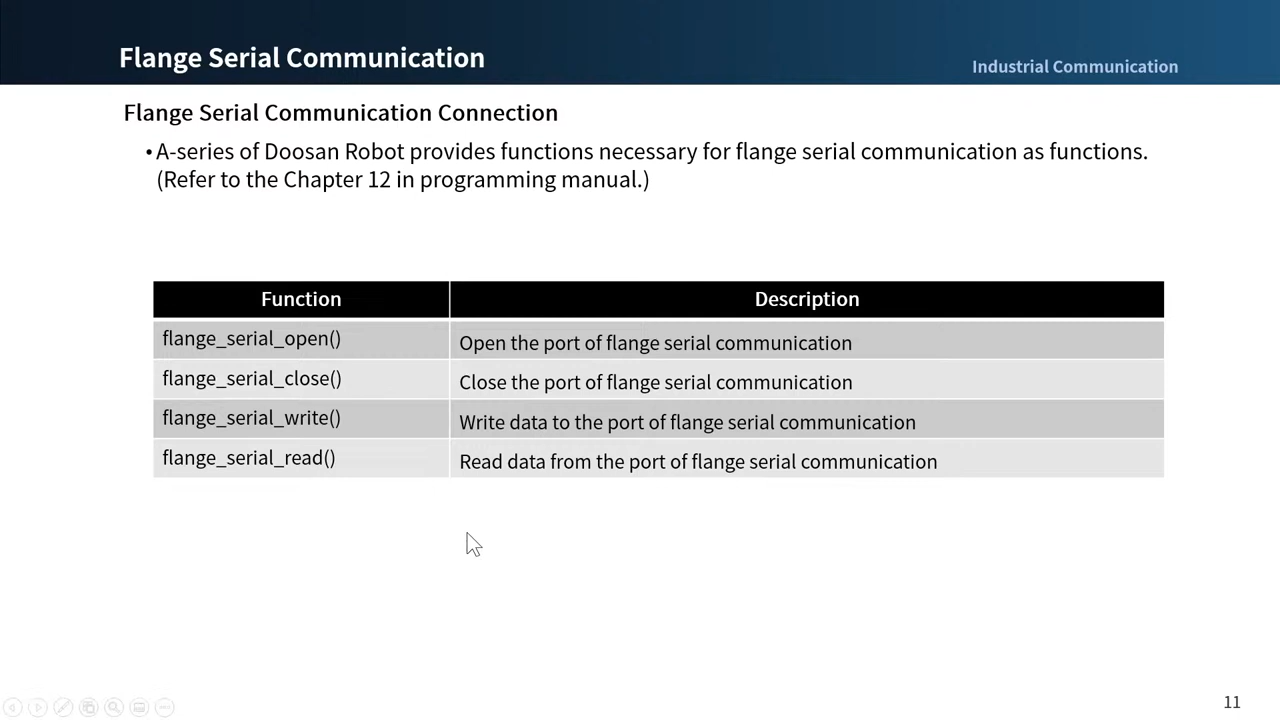 Flange Serial Communication
Industrial Communication
Flange Serial Communication Connection
•A-series of Doosan Robot provides functions necessary for flange serial communication as functions.
(Refer to the Chapter 12 in programming manual.)
Function Description
flange_serial_open() Open the port of flange serial communication
flange_serial_close() Close the port of flange serial communication
flange_serial_write() Write data to the port of flange serial communication
flange_serial_read() Read data from the port of flange serial communication
11